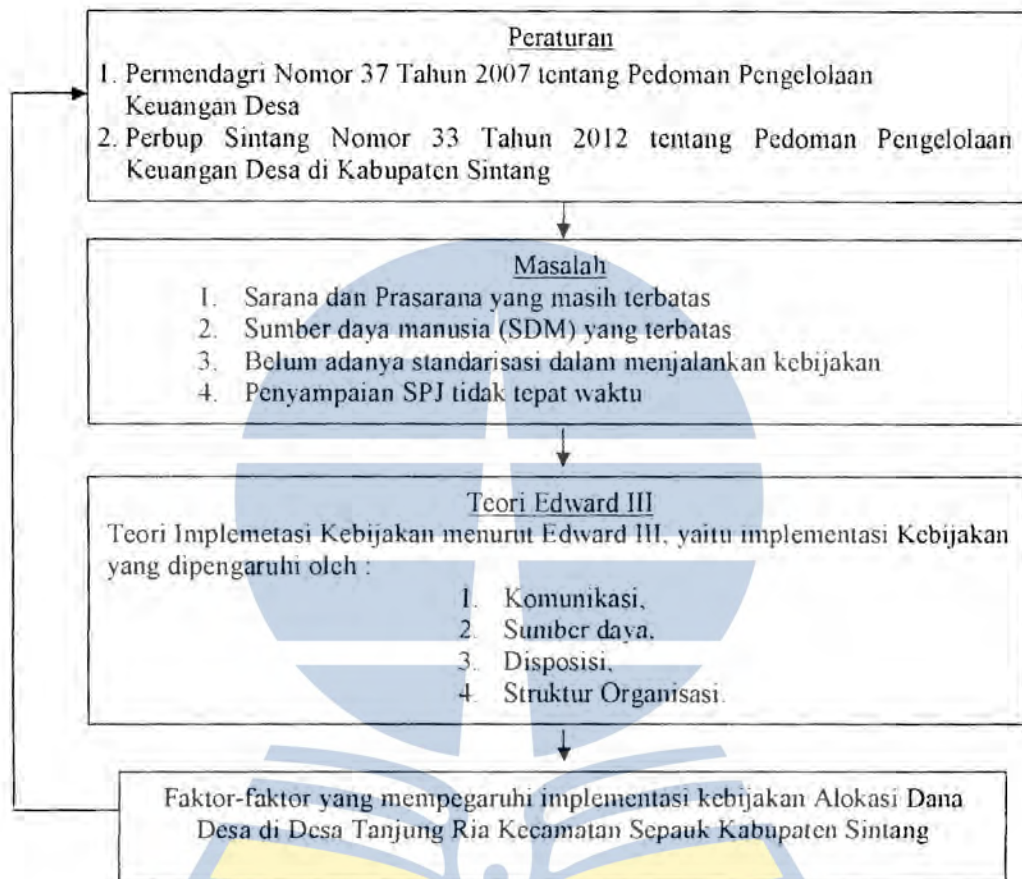 Peraturan
1. Permendagri Nomor 37 Tahun 2007 tentang Pedoman Pengelolaan
Keuangan Desa
2. Perbup Sintang Nomor 33 Tahun 2012 tentang Pedoman Pengelolaan
Keuangan Desa di Kabupaten Sintang
Masalah
1. Sarana dan Prasarana yang masih terbatas
2. Sumber daya manusia (SDM) yang terbatas
3. Belum adanya standarisasi dalam menjalankan kebijakan
4. Penyampaian SPJ tidak tepat waktu
Teori Edward III
Teori Implemetasi Kebijakan menurut Edward III, yaitu implementasi Kebijakan
yang dipengaruhi oleh :
1. Komunikasi,
2. Sumber daya,
3. Disposisi,
4. Struktur Organisasi.
Faktor-faktor yang mempegaruhi implementasi kebijakan Alokasi Dana
Desa di Desa Tanjung Ria Kecamatan Sepauk Kabupaten Sintang